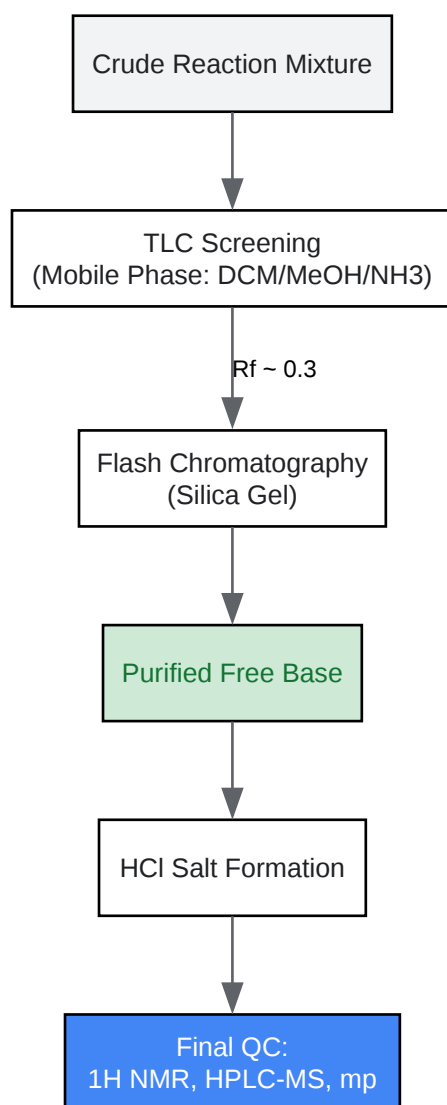 Crude Reaction Mixture
TLC Screening
(Mobile Phase: DCM/MeOH/NH3)
Rf ~ 0.3
Flash Chromatography
(Silica Gel)
Purified Free Base
HCl Salt Formation
Final QC:
1H NMR, HPLC-MS, mp